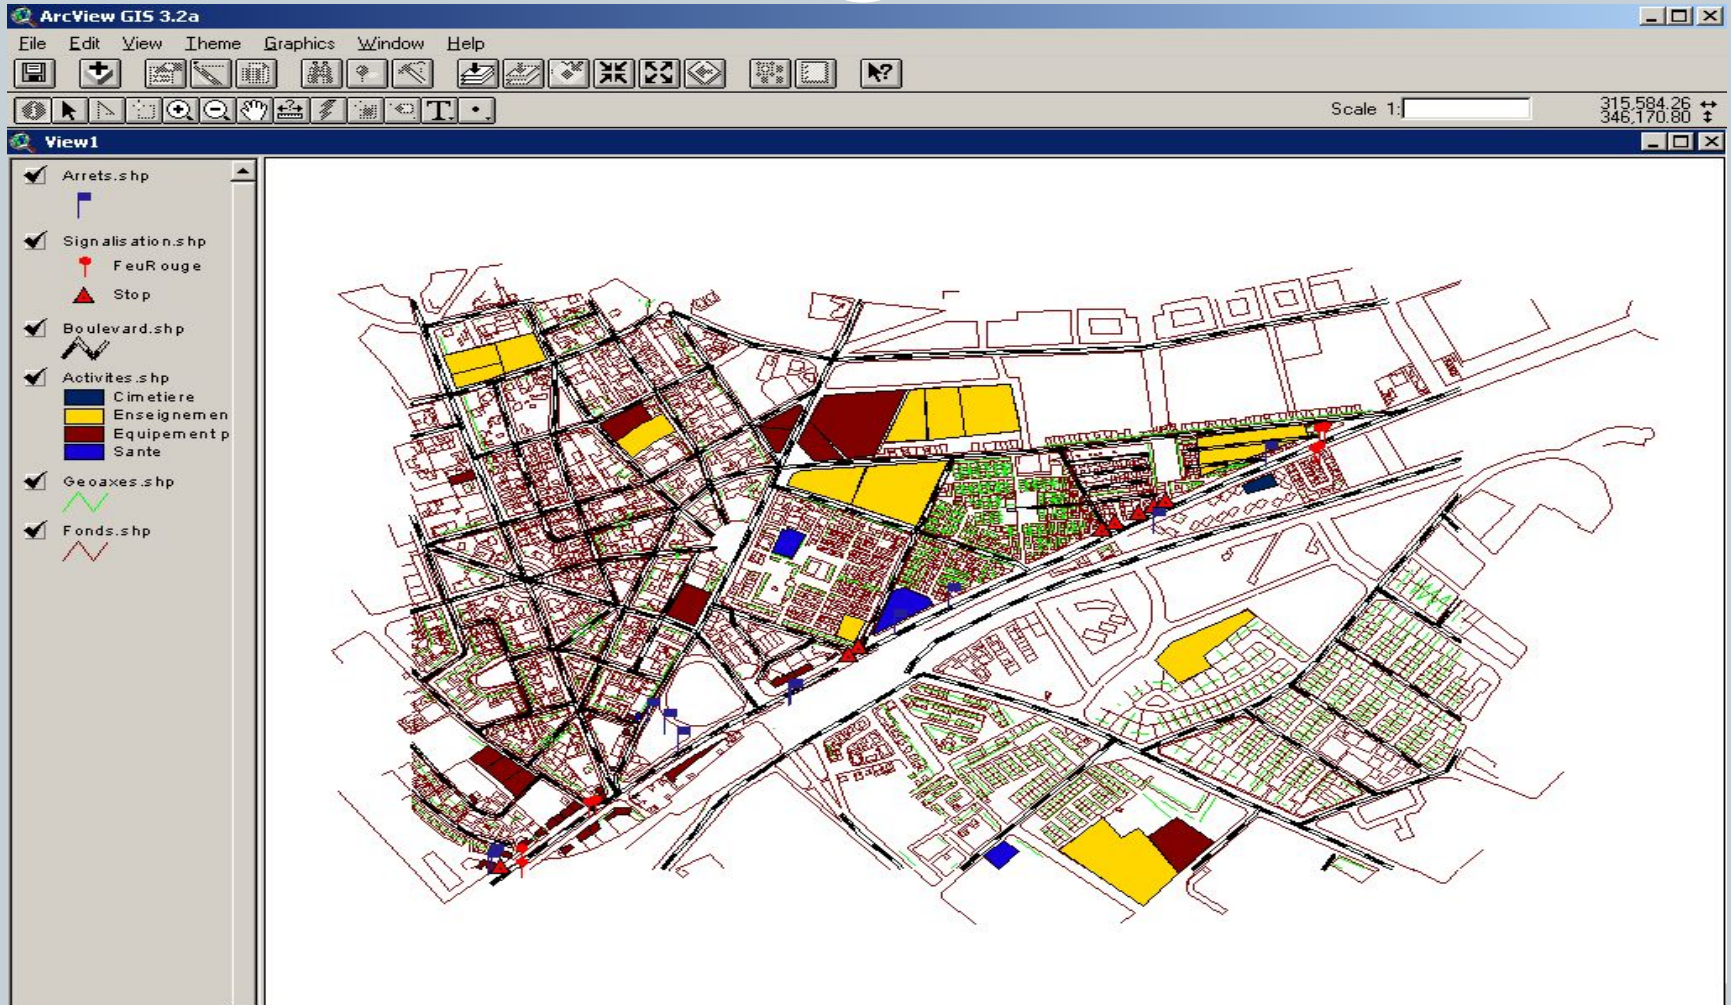 ArcView GIS 3.2a
File Edit View Theme Graphics Window Help
Scale 1:
315,584.26
346,170.80
View1
Arrets.shp
Signalisation.shp
FeuRouge
Stop
Boulevard.shp
Activites.shp
Cimetiere
Enseignemen
Equipement p
Sante
Geoaxes.shp
Fonds.shp